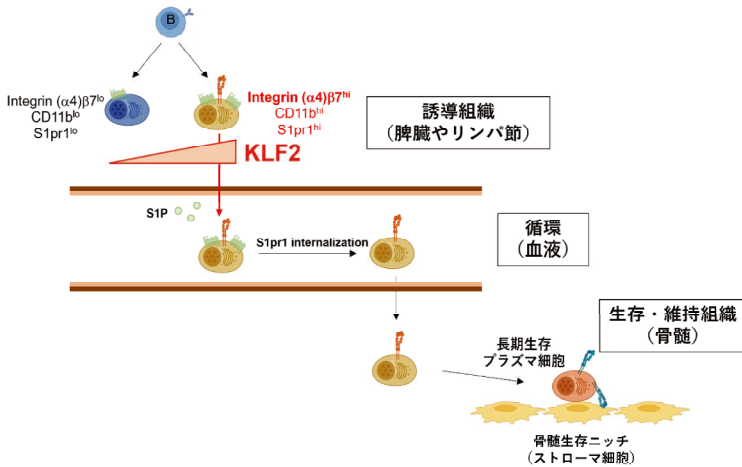 B
Integrin (α4)β7lo
CD11blo
S1pr1lo
Integrin (α4)β7hi
CD11bhi
S1pr1hi
KLF2
誘導組織
(脾臓やリンパ節)
S1P
S1pr1 internalization
循環
(血液)
生存・維持組織
(骨髄)
長期生存
プラズマ細胞
骨髄生存ニッチ
(ストローマ細胞)